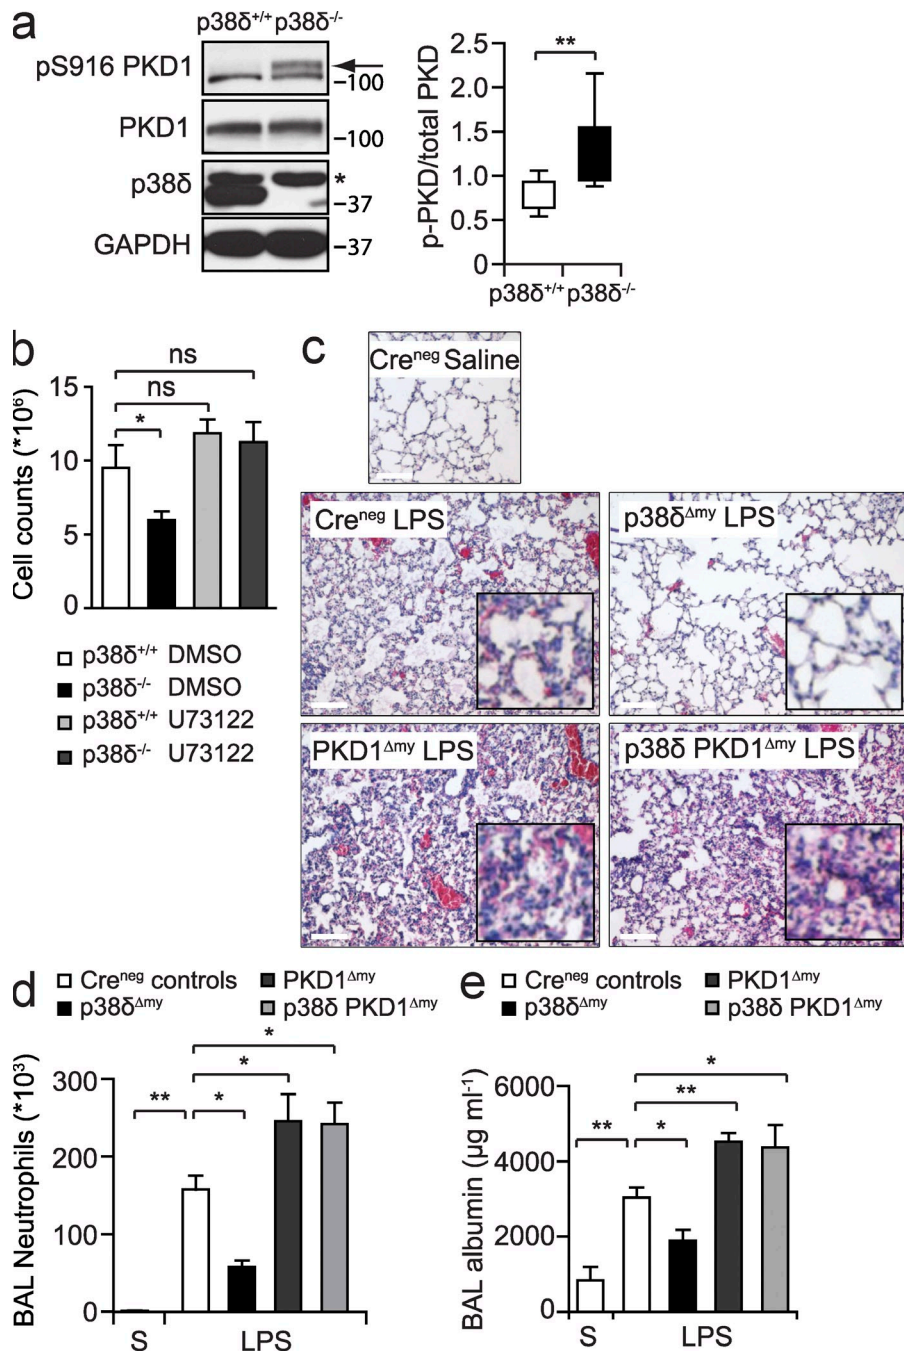 a
p38δ+/+ p38δ-/-
pS916 PKD1
–100
PKD1
–100
p38δ
*
–37
GAPDH
–37
**
p-PKD/total PKD
2.5
2.0
1.5
1.0
0.5
0
p38δ+/+ p38δ-/-
b
ns
ns
*
Cell counts (*10⁶)
15
10
5
0
p38δ+/+ DMSO
p38δ-/- DMSO
p38δ+/+ U73122
p38δ-/- U73122
c
Creneg Saline
Creneg LPS
p38δΔmy LPS
PKD1Δmy LPS
p38δ PKD1Δmy LPS
d
Creneg controls
PKD1Δmy
p38δΔmy
p38δ PKD1Δmy
*
*
**
*
BAL Neutrophils (*10³)
300
200
100
0
S
LPS
e
Creneg controls
PKD1Δmy
p38δΔmy
p38δ PKD1Δmy
*
**
**
*
BAL albumin (µg ml-1)
6000
4000
2000
0
S
LPS